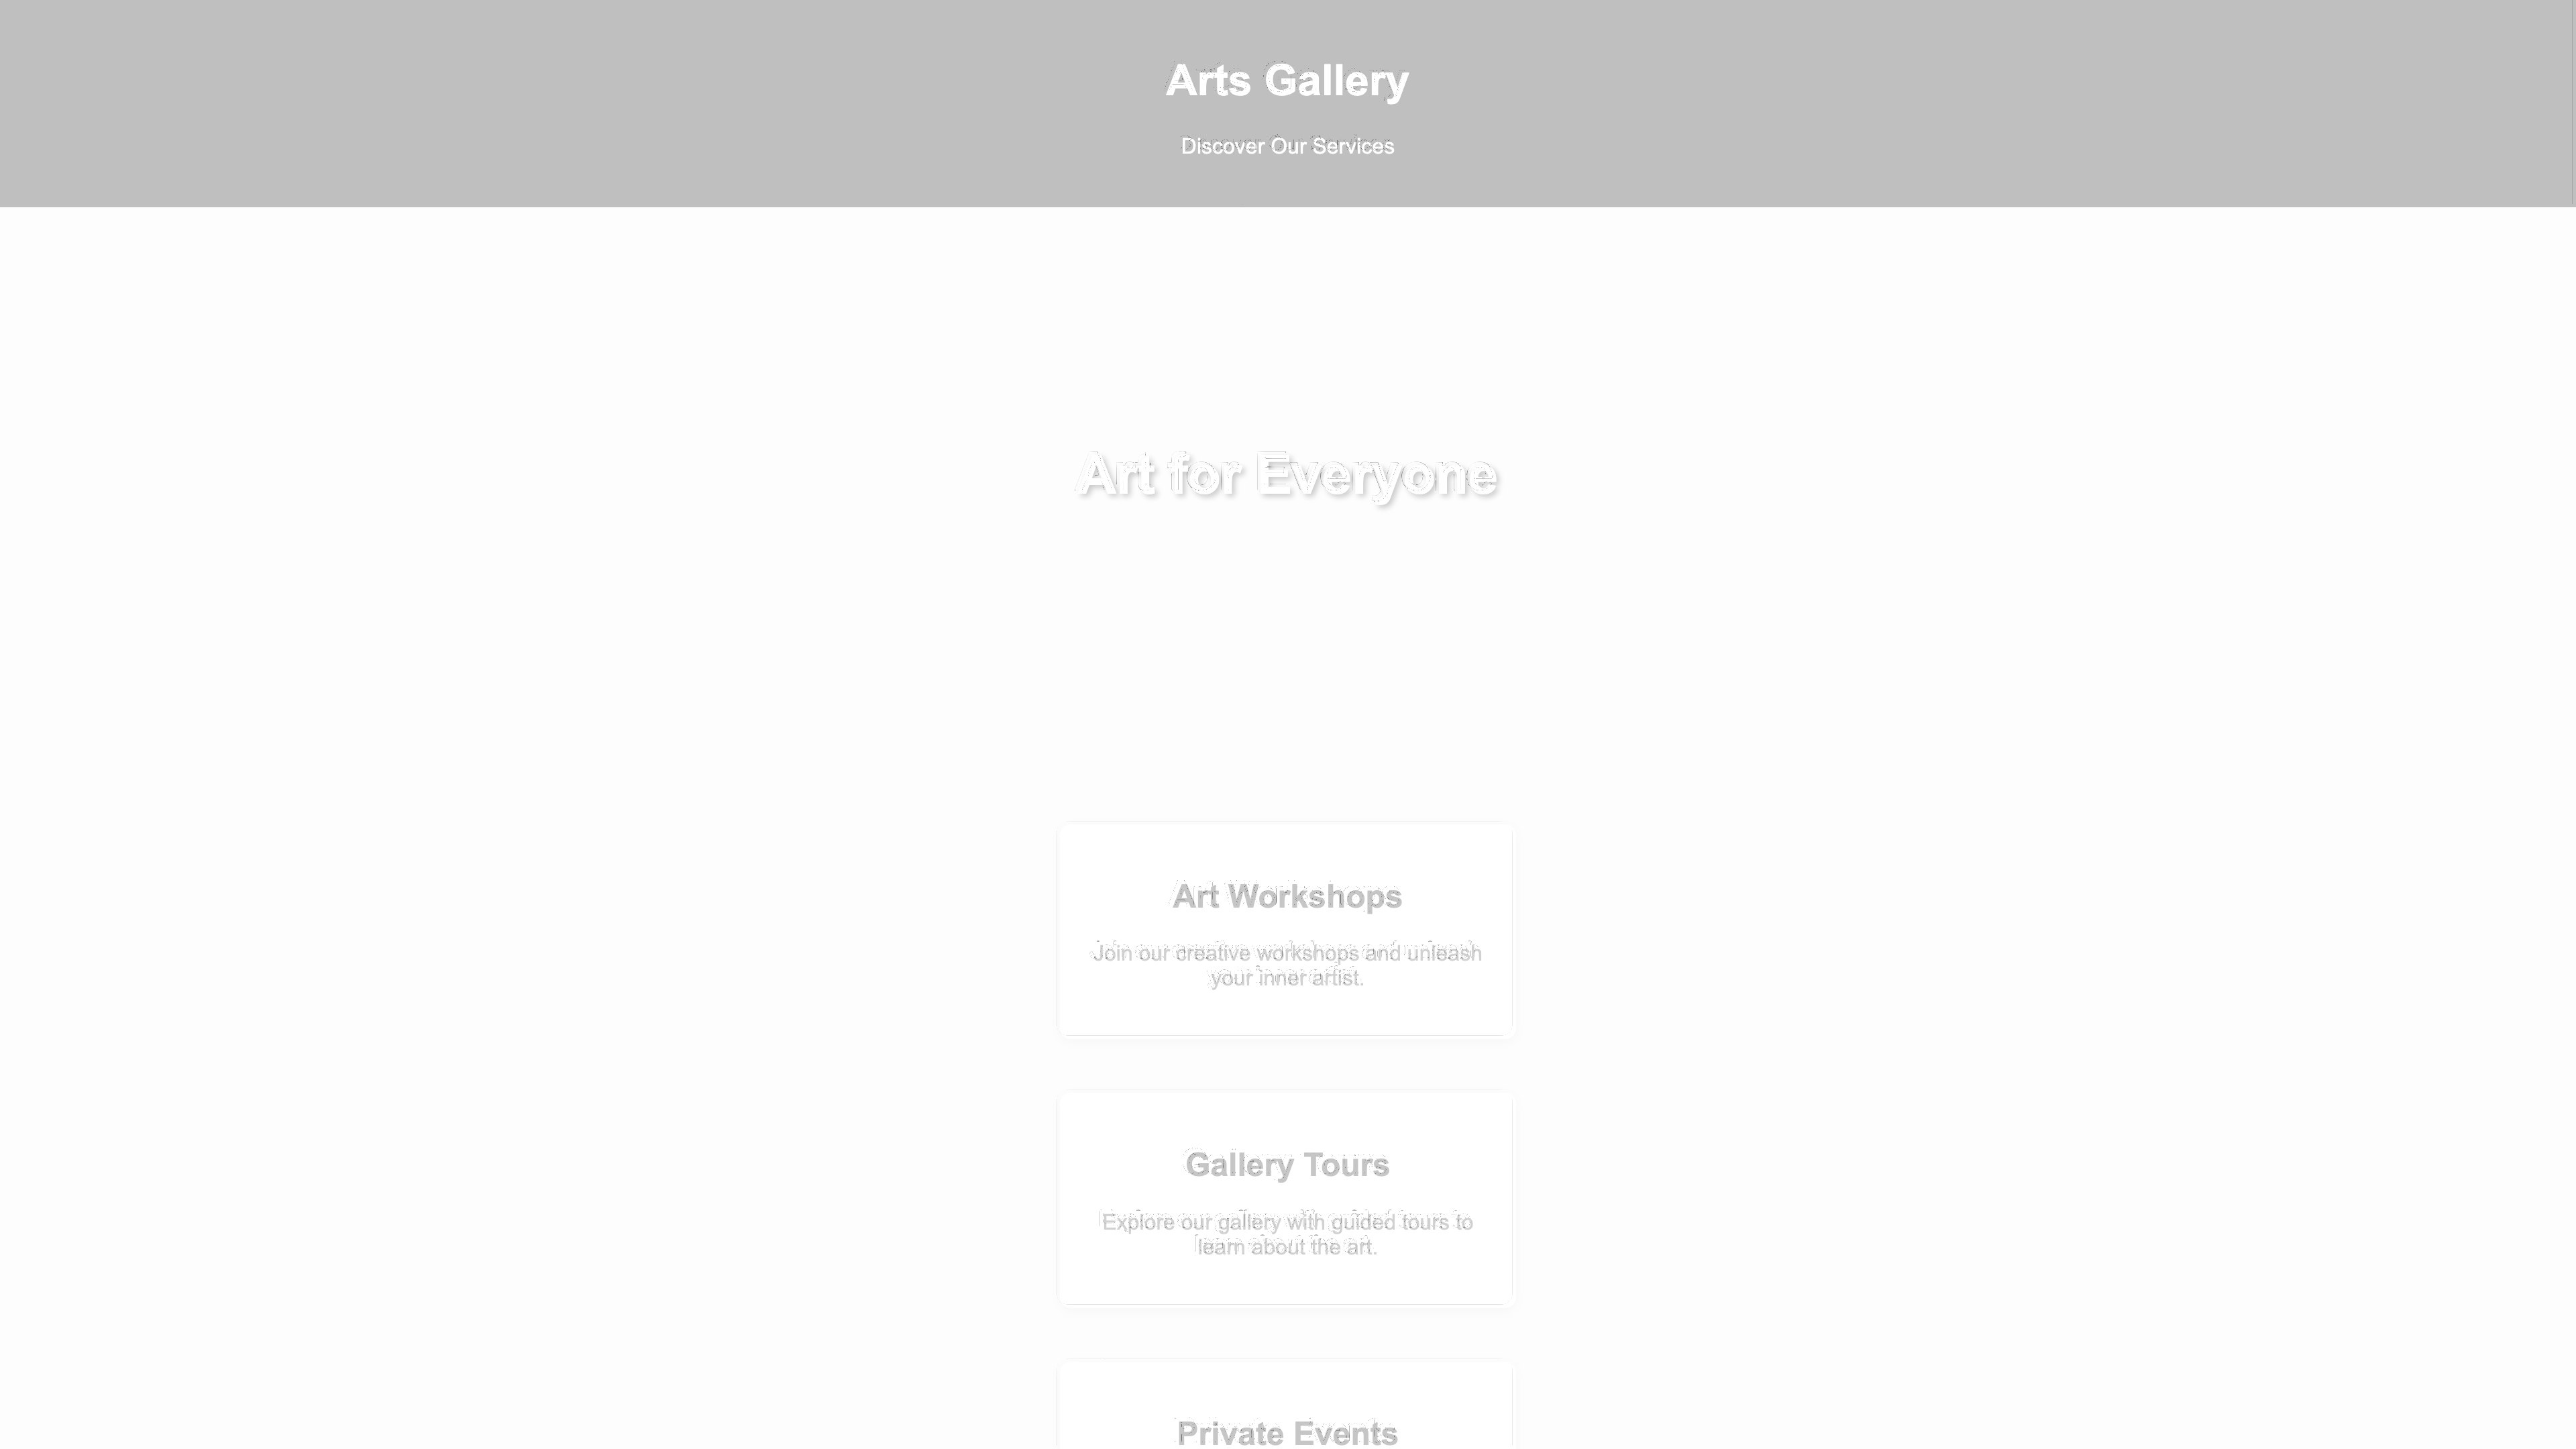 Arts Gallery
Discover Our Services
Art for Everyone
Art Workshops
Join our creative workshops and unleash
your inner artist.
Gallery Tours
Explore our gallery with guided tours to
learn about the art.
Private Events